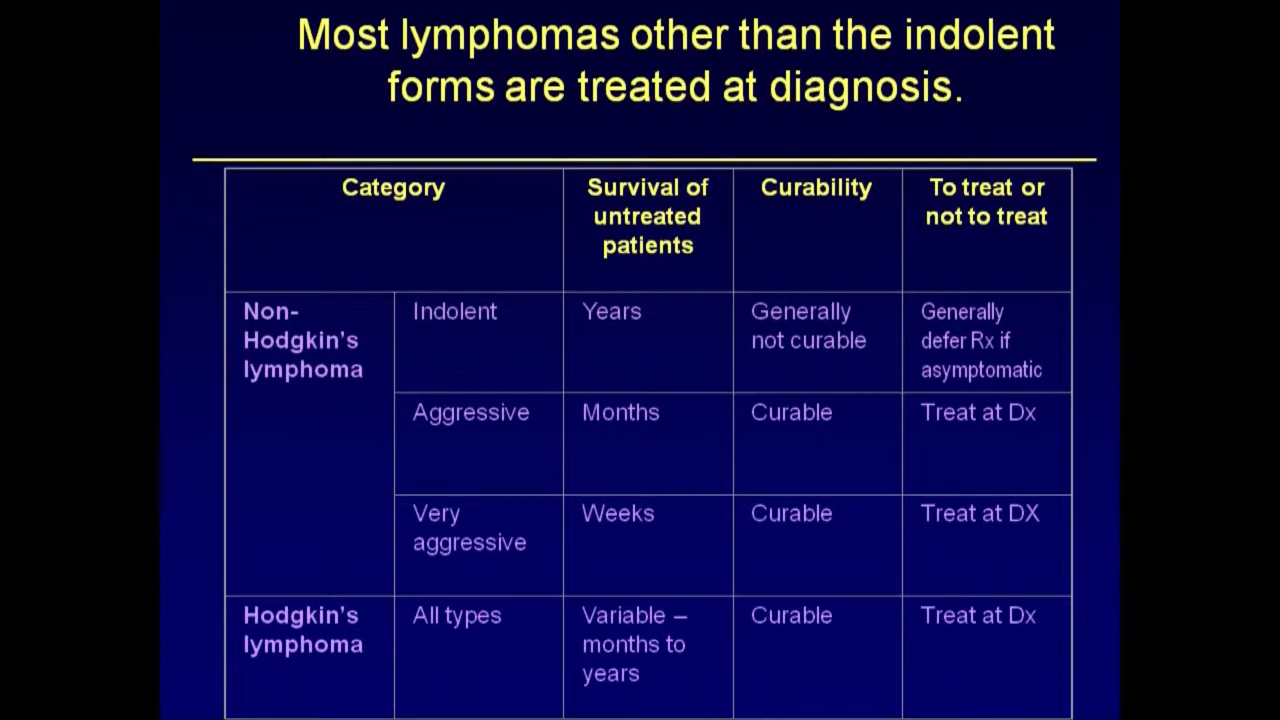 Most lymphomas other than the indolent
forms are treated at diagnosis.
Category
Survival of
untreated
patients
Curability
To treat or
not to treat
Non-
Hodgkin's
lymphoma
Indolent
Years
Generally
not curable
Generally
defer Rx if
asymptomatic
Aggressive
Months
Curable
Treat at Dx
Very
aggressive
Weeks
Curable
Treat at DX
Hodgkin's
lymphoma
All types
Variable –
months to
years
Curable
Treat at Dx